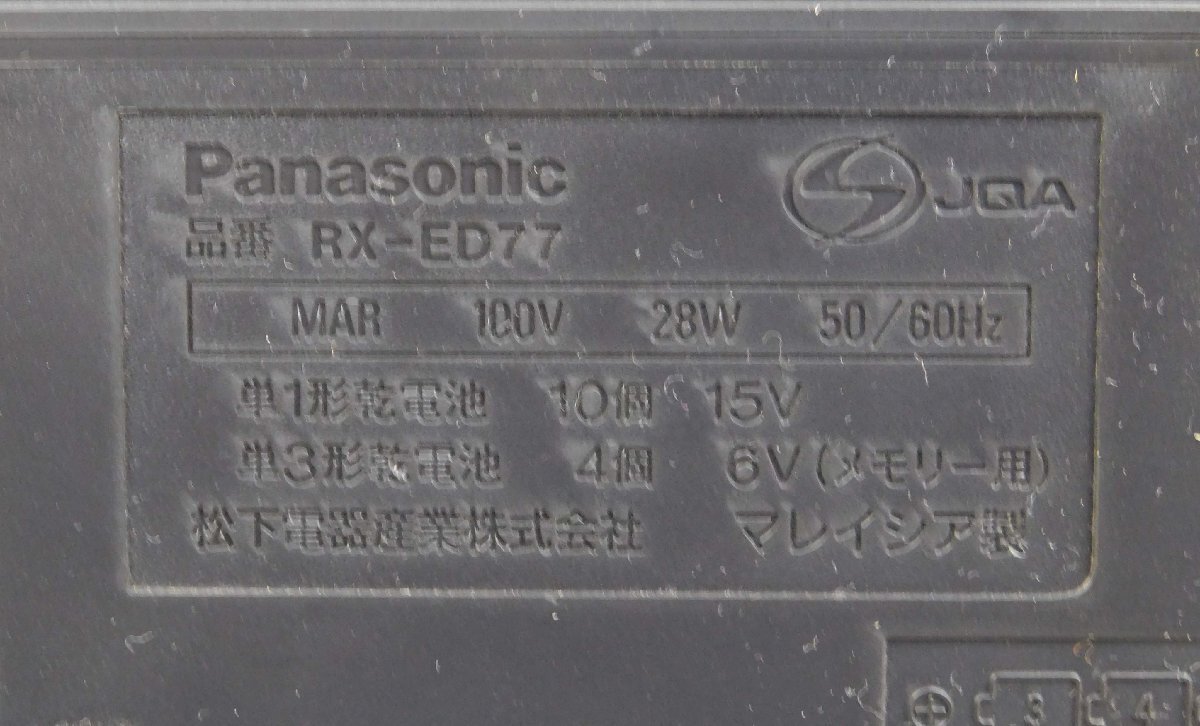 Panasonic
JQA
品番 RX-ED77
MAR 100V 28W 50/60Hz
単1形乾電池 10個 15V
単3形乾電池 4個 6V(メモリー用)
松下電器産業株式会社 マレイシア製
⊕ 3 4